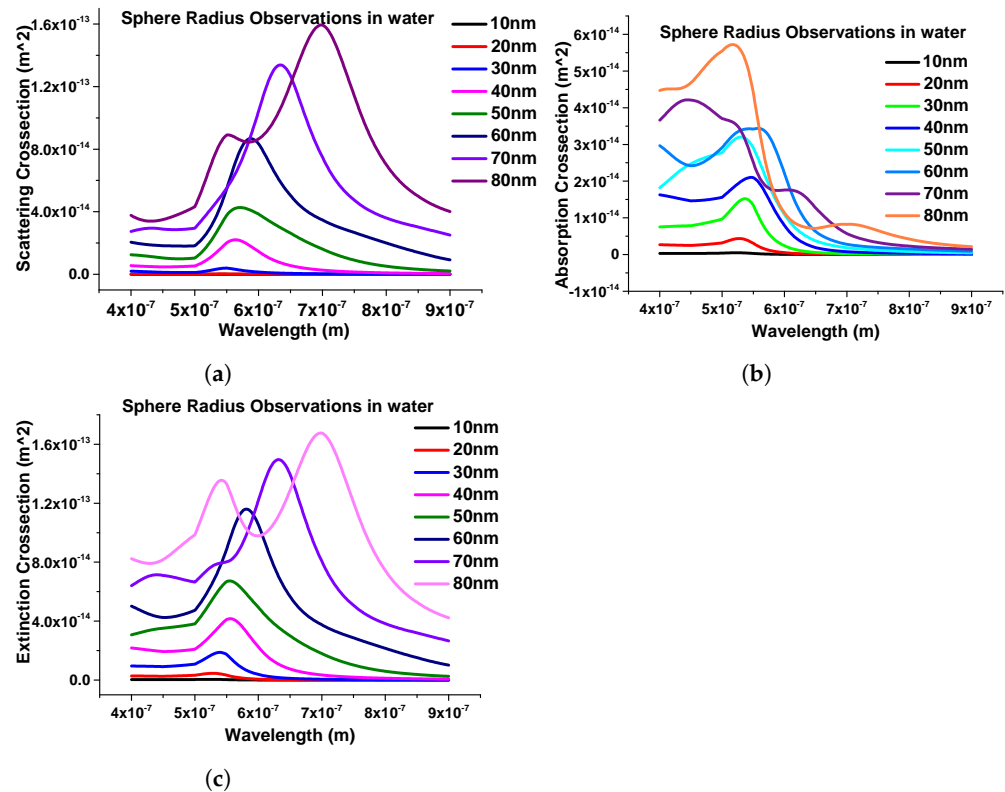 Sphere Radius Observations in water
Scattering Crossection (m^2)
1.6x10-13
1.2x10-13
8.0x10-14
4.0x10-14
0.0
4x10-7 5x10-7 6x10-7 7x10-7 8x10-7 9x10-7
Wavelength (m)
10nm
20nm
30nm
40nm
50nm
60nm
70nm
80nm
(a)
Sphere Radius Observations in water
Absorption Crossection (m^2)
6x10-14
5x10-14
4x10-14
3x10-14
2x10-14
1x10-14
0
-1x10-14
4x10-7 5x10-7 6x10-7 7x10-7 8x10-7 9x10-7
Wavelength (m)
10nm
20nm
30nm
40nm
50nm
60nm
70nm
80nm
(b)
Sphere Radius Observations in water
Extinction Crossection (m^2)
1.6x10-13
1.2x10-13
8.0x10-14
4.0x10-14
0.0
4x10-7 5x10-7 6x10-7 7x10-7 8x10-7 9x10-7
Wavelength (m)
10nm
20nm
30nm
40nm
50nm
60nm
70nm
80nm
(c)